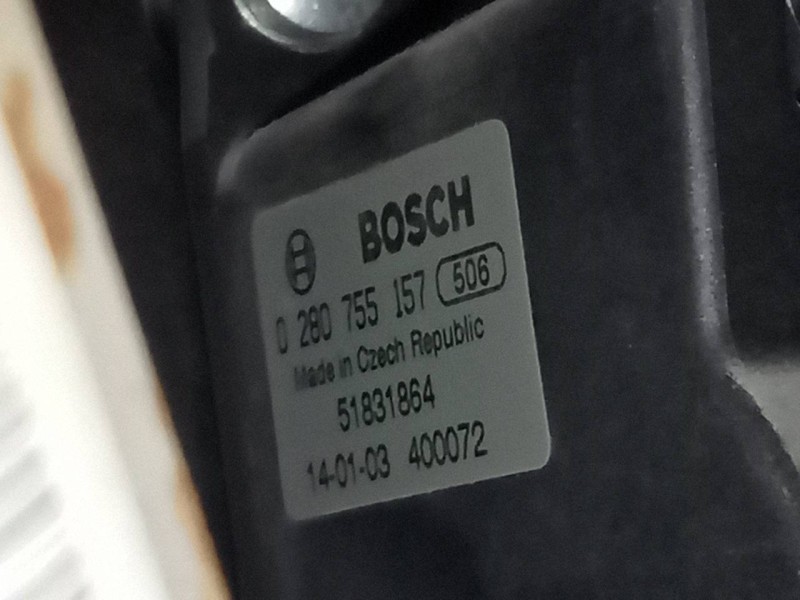 BOSCH
0 280 755 157 506
Made in Czech Republic
51831864
14-01-03 400072